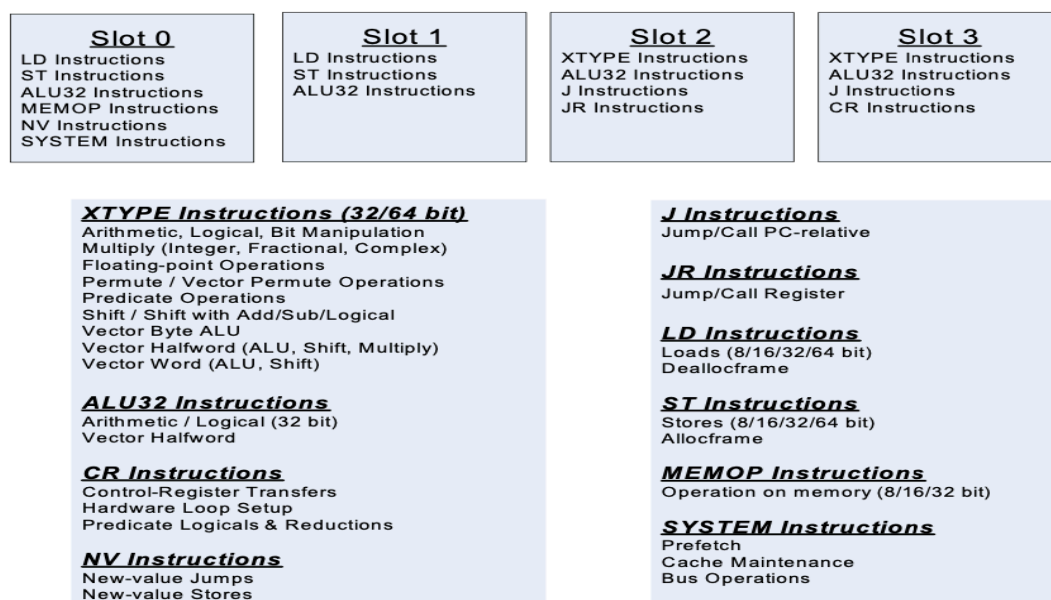 Slot 0
LD Instructions
ST Instructions
ALU32 Instructions
MEMOP Instructions
NV Instructions
SYSTEM Instructions
Slot 1
LD Instructions
ST Instructions
ALU32 Instructions
Slot 2
XTYPE Instructions
ALU32 Instructions
J Instructions
JR Instructions
Slot 3
XTYPE Instructions
ALU32 Instructions
J Instructions
CR Instructions
XTYPE Instructions (32/64 bit)
Arithmetic, Logical, Bit Manipulation
Multiply (Integer, Fractional, Complex)
Floating-point Operations
Permute / Vector Permute Operations
Predicate Operations
Shift / Shift with Add/Sub/Logical
Vector Byte ALU
Vector Halfword (ALU, Shift, Multiply)
Vector Word (ALU, Shift)
ALU32 Instructions
Arithmetic / Logical (32 bit)
Vector Halfword
CR Instructions
Control-Register Transfers
Hardware Loop Setup
Predicate Logicals & Reductions
NV Instructions
New-value Jumps
New-value Stores
J Instructions
Jump/Call PC-relative
JR Instructions
Jump/Call Register
LD Instructions
Loads (8/16/32/64 bit)
Deallocframe
ST Instructions
Stores (8/16/32/64 bit)
Allocframe
MEMOP Instructions
Operation on memory (8/16/32 bit)
SYSTEM Instructions
Prefetch
Cache Maintenance
Bus Operations